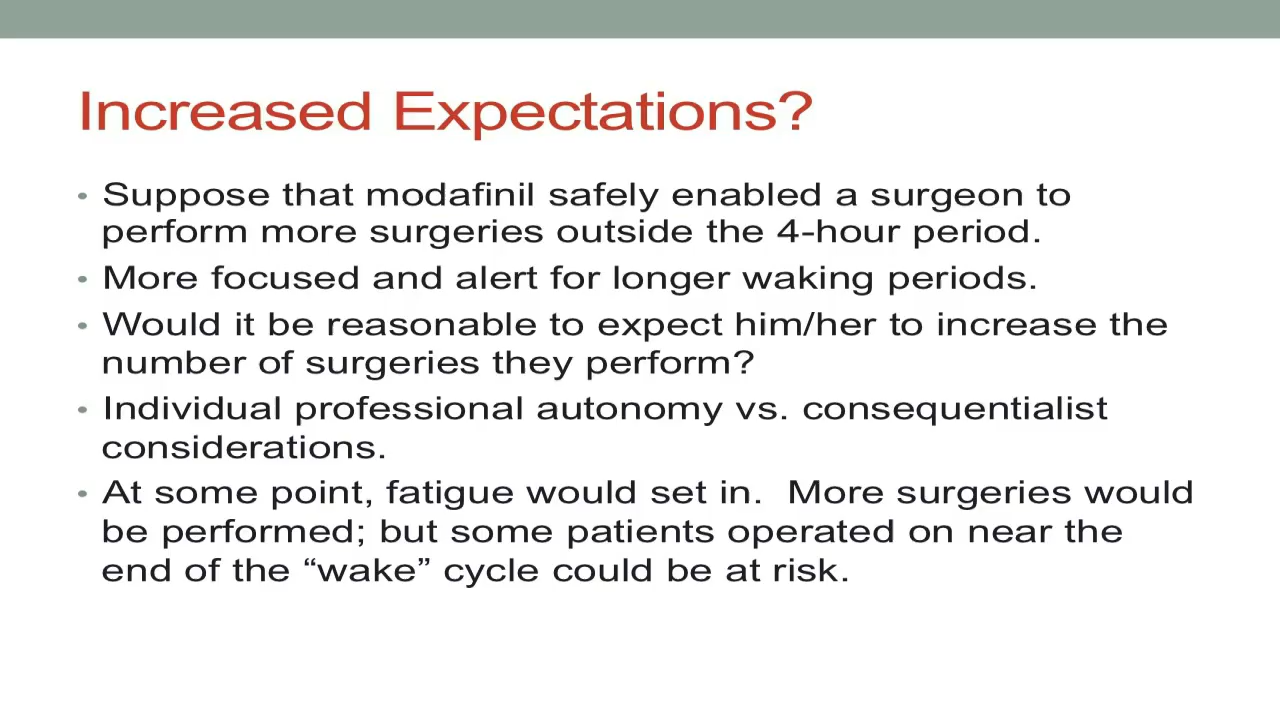 Increased Expectations?
• Suppose that modafinil safely enabled a surgeon to
perform more surgeries outside the 4-hour period.
• More focused and alert for longer waking periods.
• Would it be reasonable to expect him/her to increase the
number of surgeries they perform?
• Individual professional autonomy vs. consequentialist
considerations.
• At some point, fatigue would set in.  More surgeries would
be performed; but some patients operated on near the
end of the “wake” cycle could be at risk.